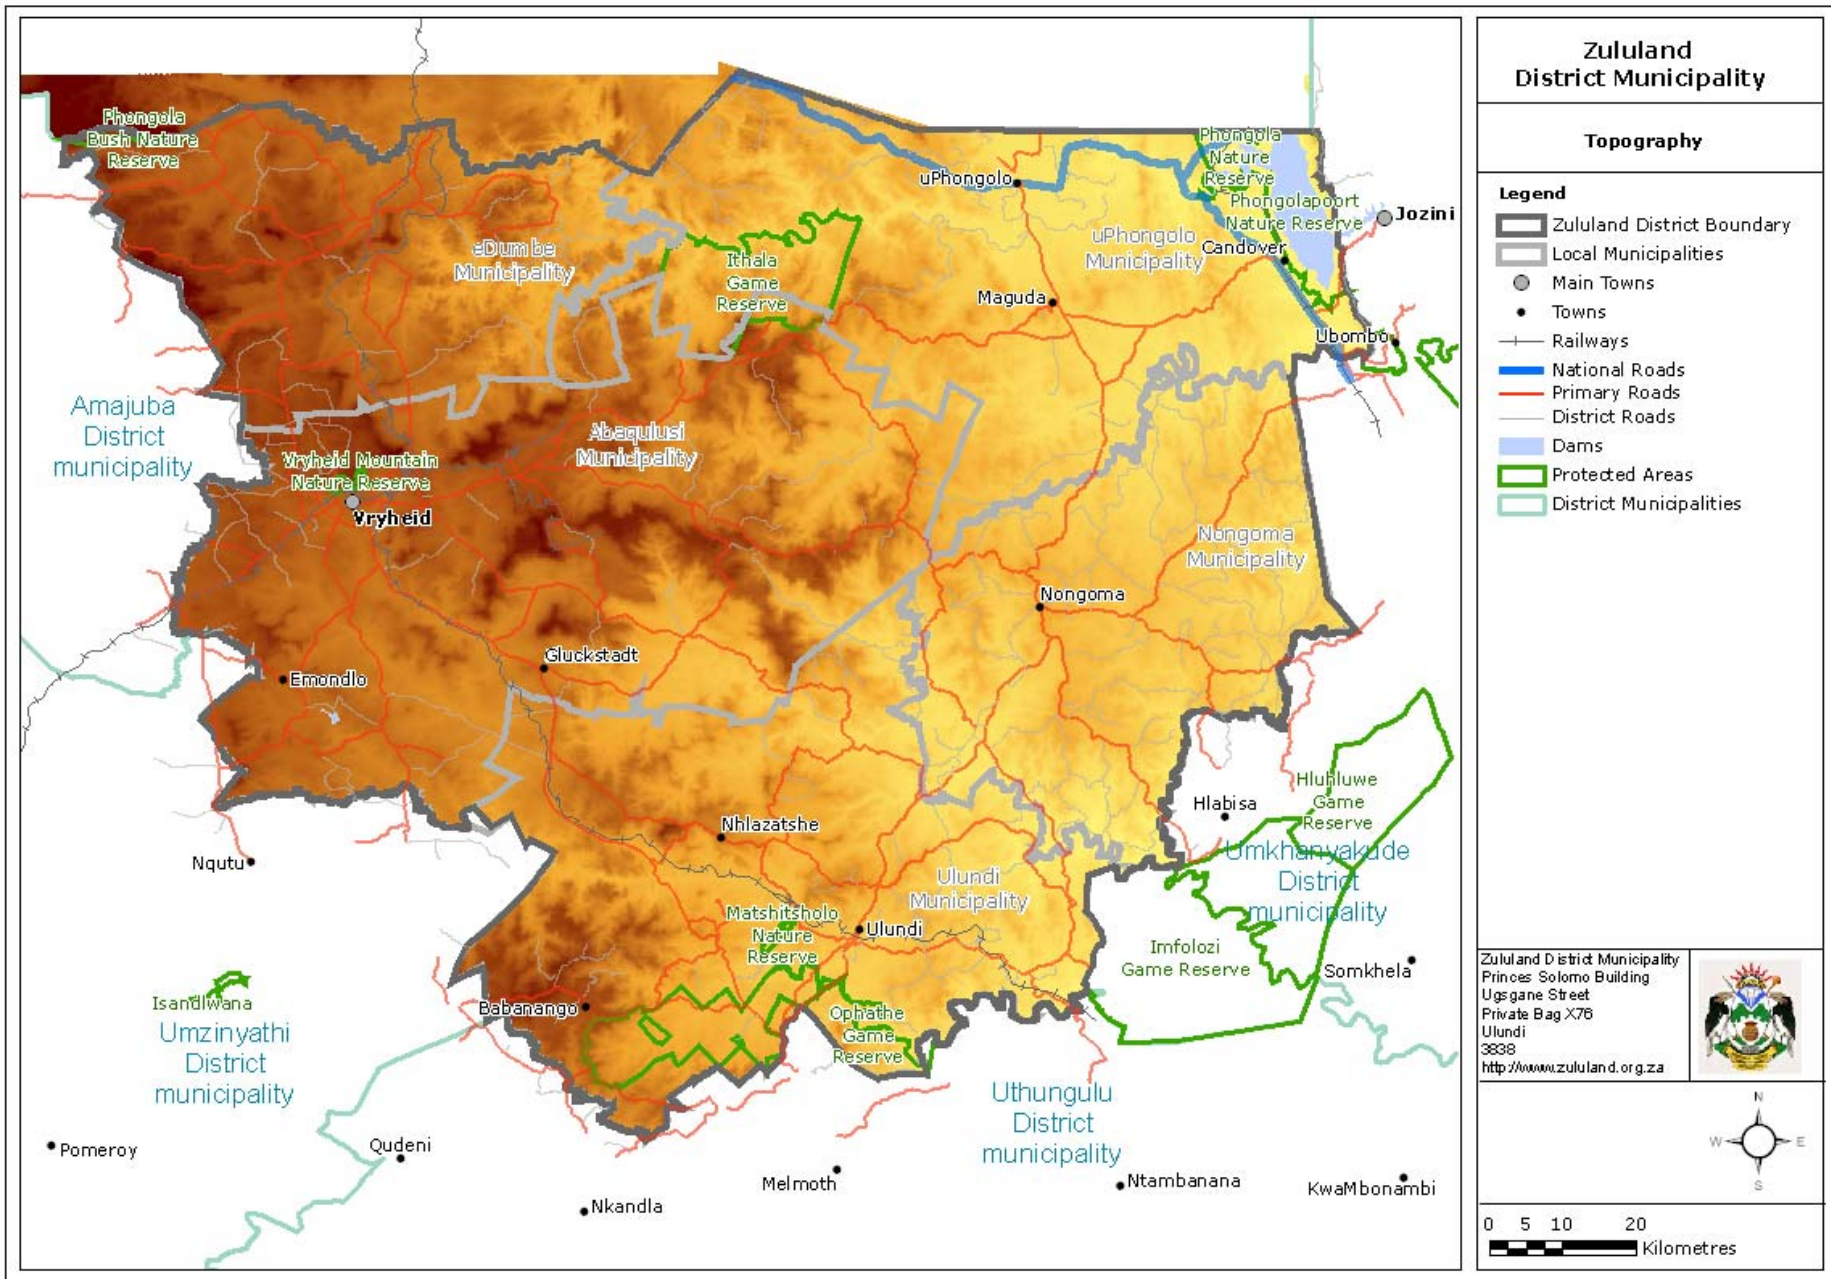 Zululand
District Municipality
Topography
Legend
Zululand District Boundary
Local Municipalities
Main Towns
Towns
Railways
National Roads
Primary Roads
District Roads
Dams
Protected Areas
District Municipalities
Phongola
Bush Nature
Reserve
Phongola
Nature
Reserve
uPhongolo
Phongolapoort
Nature Reserve
Jozini
eDumbe
Municipality
uPhongolo
Municipality
Candover
Ithala
Game
Reserve
Maguda
Ubombo
Amajuba
District
municipality
Abaqulusi
Municipality
Vryheid Mountain
Nature Reserve
Vryheid
Nongoma
Municipality
Nongoma
Gluckstadt
Emondlo
Hluhluwe
Game
Reserve
Hlabisa
Nhlazatshe
Nqutu
Umkhanyakude
District
municipality
Ulundi
Municipality
Matshitsholo
Nature
Reserve
Ulundi
Imfolozi
Game Reserve
Somkhela
Isandlwana
Babanango
Ophathe
Game
Reserve
Umzinyathi
District
municipality
Uthungulu
District
municipality
Pomeroy
Qudeni
Melmoth
Ntambanana
KwaMbonambi
Nkandla
Zululand District Municipality
Princes Solomo Building
Ugsgane Street
Private Bag X76
Ulundi
3838
http://www.zululand.org.za
N
W E
S
0 5 10 20
Kilometres